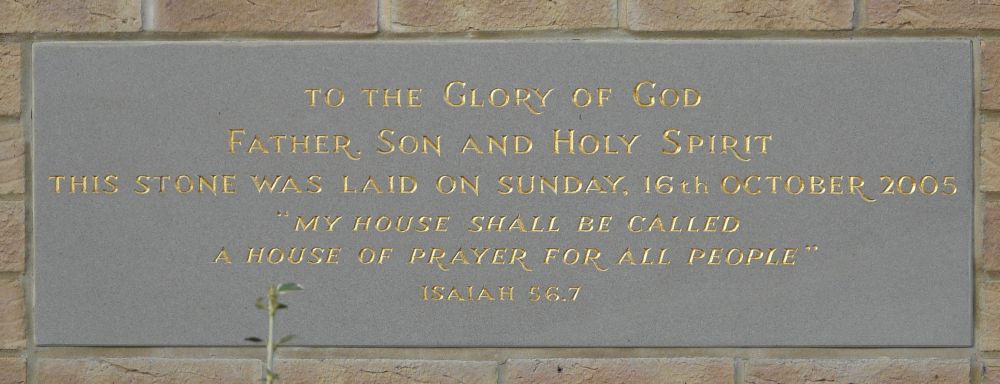 TO THE GLORY OF GOD
FATHER, SON AND HOLY SPIRIT
THIS STONE WAS LAID ON SUNDAY, 16th OCTOBER 2005
"MY HOUSE SHALL BE CALLED
A HOUSE OF PRAYER FOR ALL PEOPLE"
ISAIAH 56.7